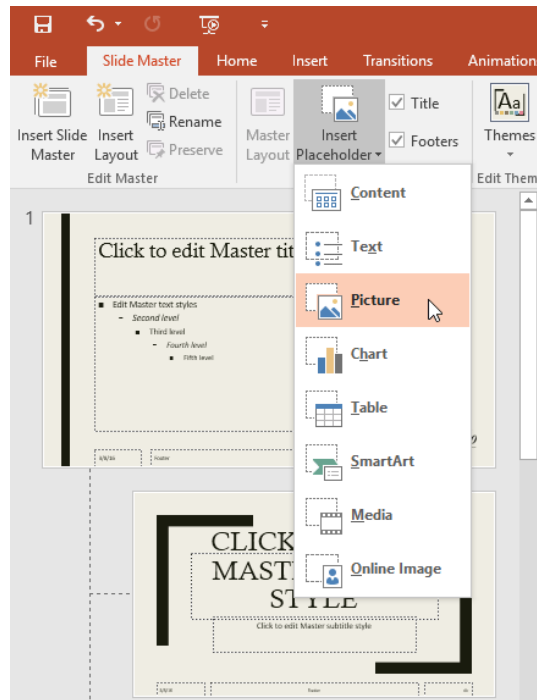 File Slide Master Home Insert Transitions Animation
Insert Slide Master
Insert Layout
Delete
Rename
Preserve
Master Layout
Insert Placeholder
Title
Footers
Aa
Themes
Edit Master
Edit Them
Content
Text
Picture
Chart
Table
SmartArt
Media
Online Image
1
Click to edit Master tit
Edit Master text styles
Second level
Third level
Fourth level
Fifth level
Footer
CLICK
MAST
STYLE
Click to edit Master subtitle style
Footer